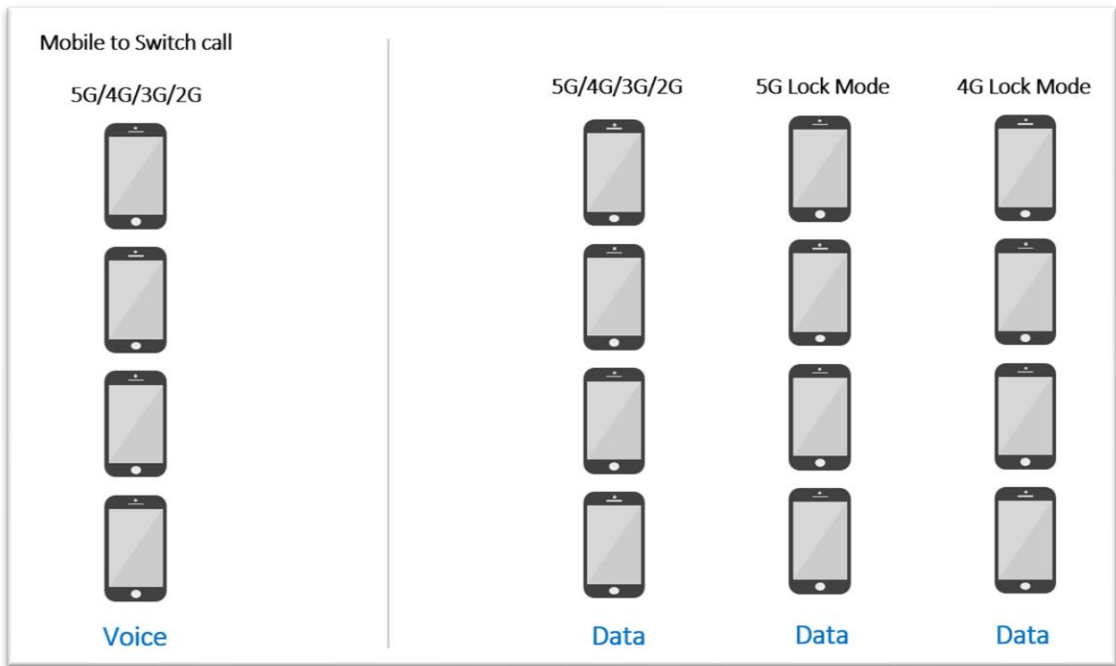 Mobile to Switch call
5G/4G/3G/2G
5G/4G/3G/2G
5G Lock Mode
4G Lock Mode
Voice
Data
Data
Data